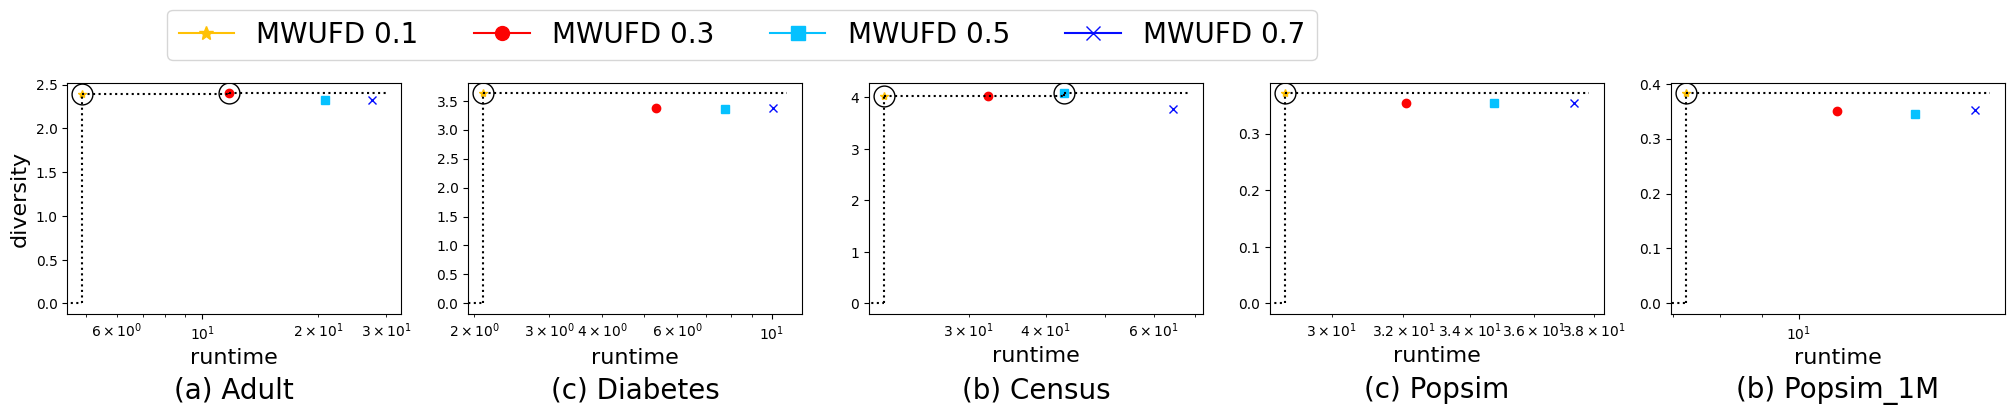 MWUFD 0.1 MWUFD 0.3 MWUFD 0.5 MWUFD 0.7
diversity
2.5
2.0
1.5
1.0
0.5
0.0
6 × 10⁰ 10¹ 2 × 10¹ 3 × 10¹
runtime
(a) Adult
3.5
3.0
2.5
2.0
1.5
1.0
0.5
0.0
2 × 10⁰ 3 × 10⁰ 4 × 10⁰ 6 × 10⁰ 10¹
runtime
(c) Diabetes
4
3
2
1
0
3 × 10¹ 4 × 10¹ 6 × 10¹
runtime
(b) Census
0.3
0.2
0.1
0.0
3 × 10¹ 3.2 × 10¹ 3.4 × 10¹ 3.6 × 10¹ 3.8 × 10¹
runtime
(c) Popsim
0.4
0.3
0.2
0.1
0.0
10¹
runtime
(b) Popsim_1M